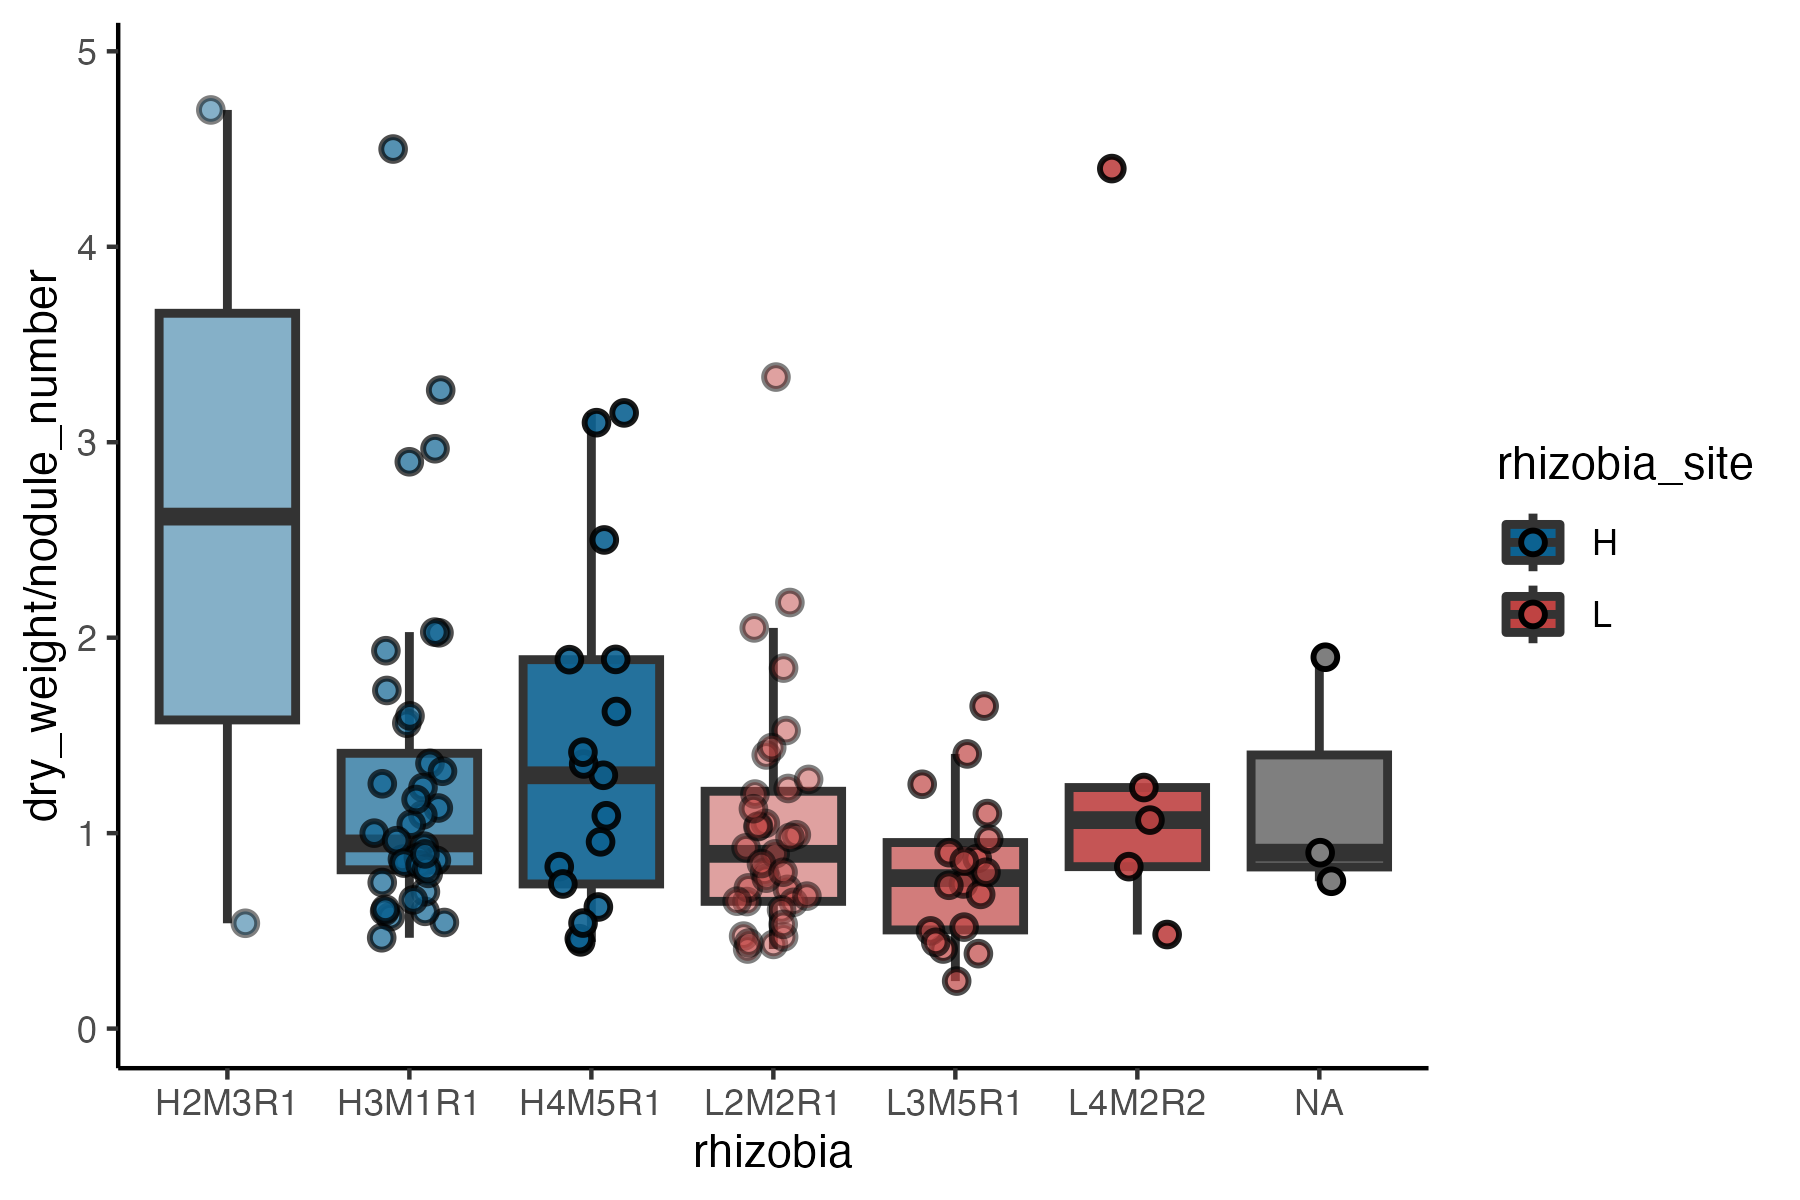 dry_weight/nodule_number
5
4
3
2
1
0
H2M3R1 H3M1R1 H4M5R1 L2M2R1 L3M5R1 L4M2R2 NA
rhizobia
rhizobia_site
H
L